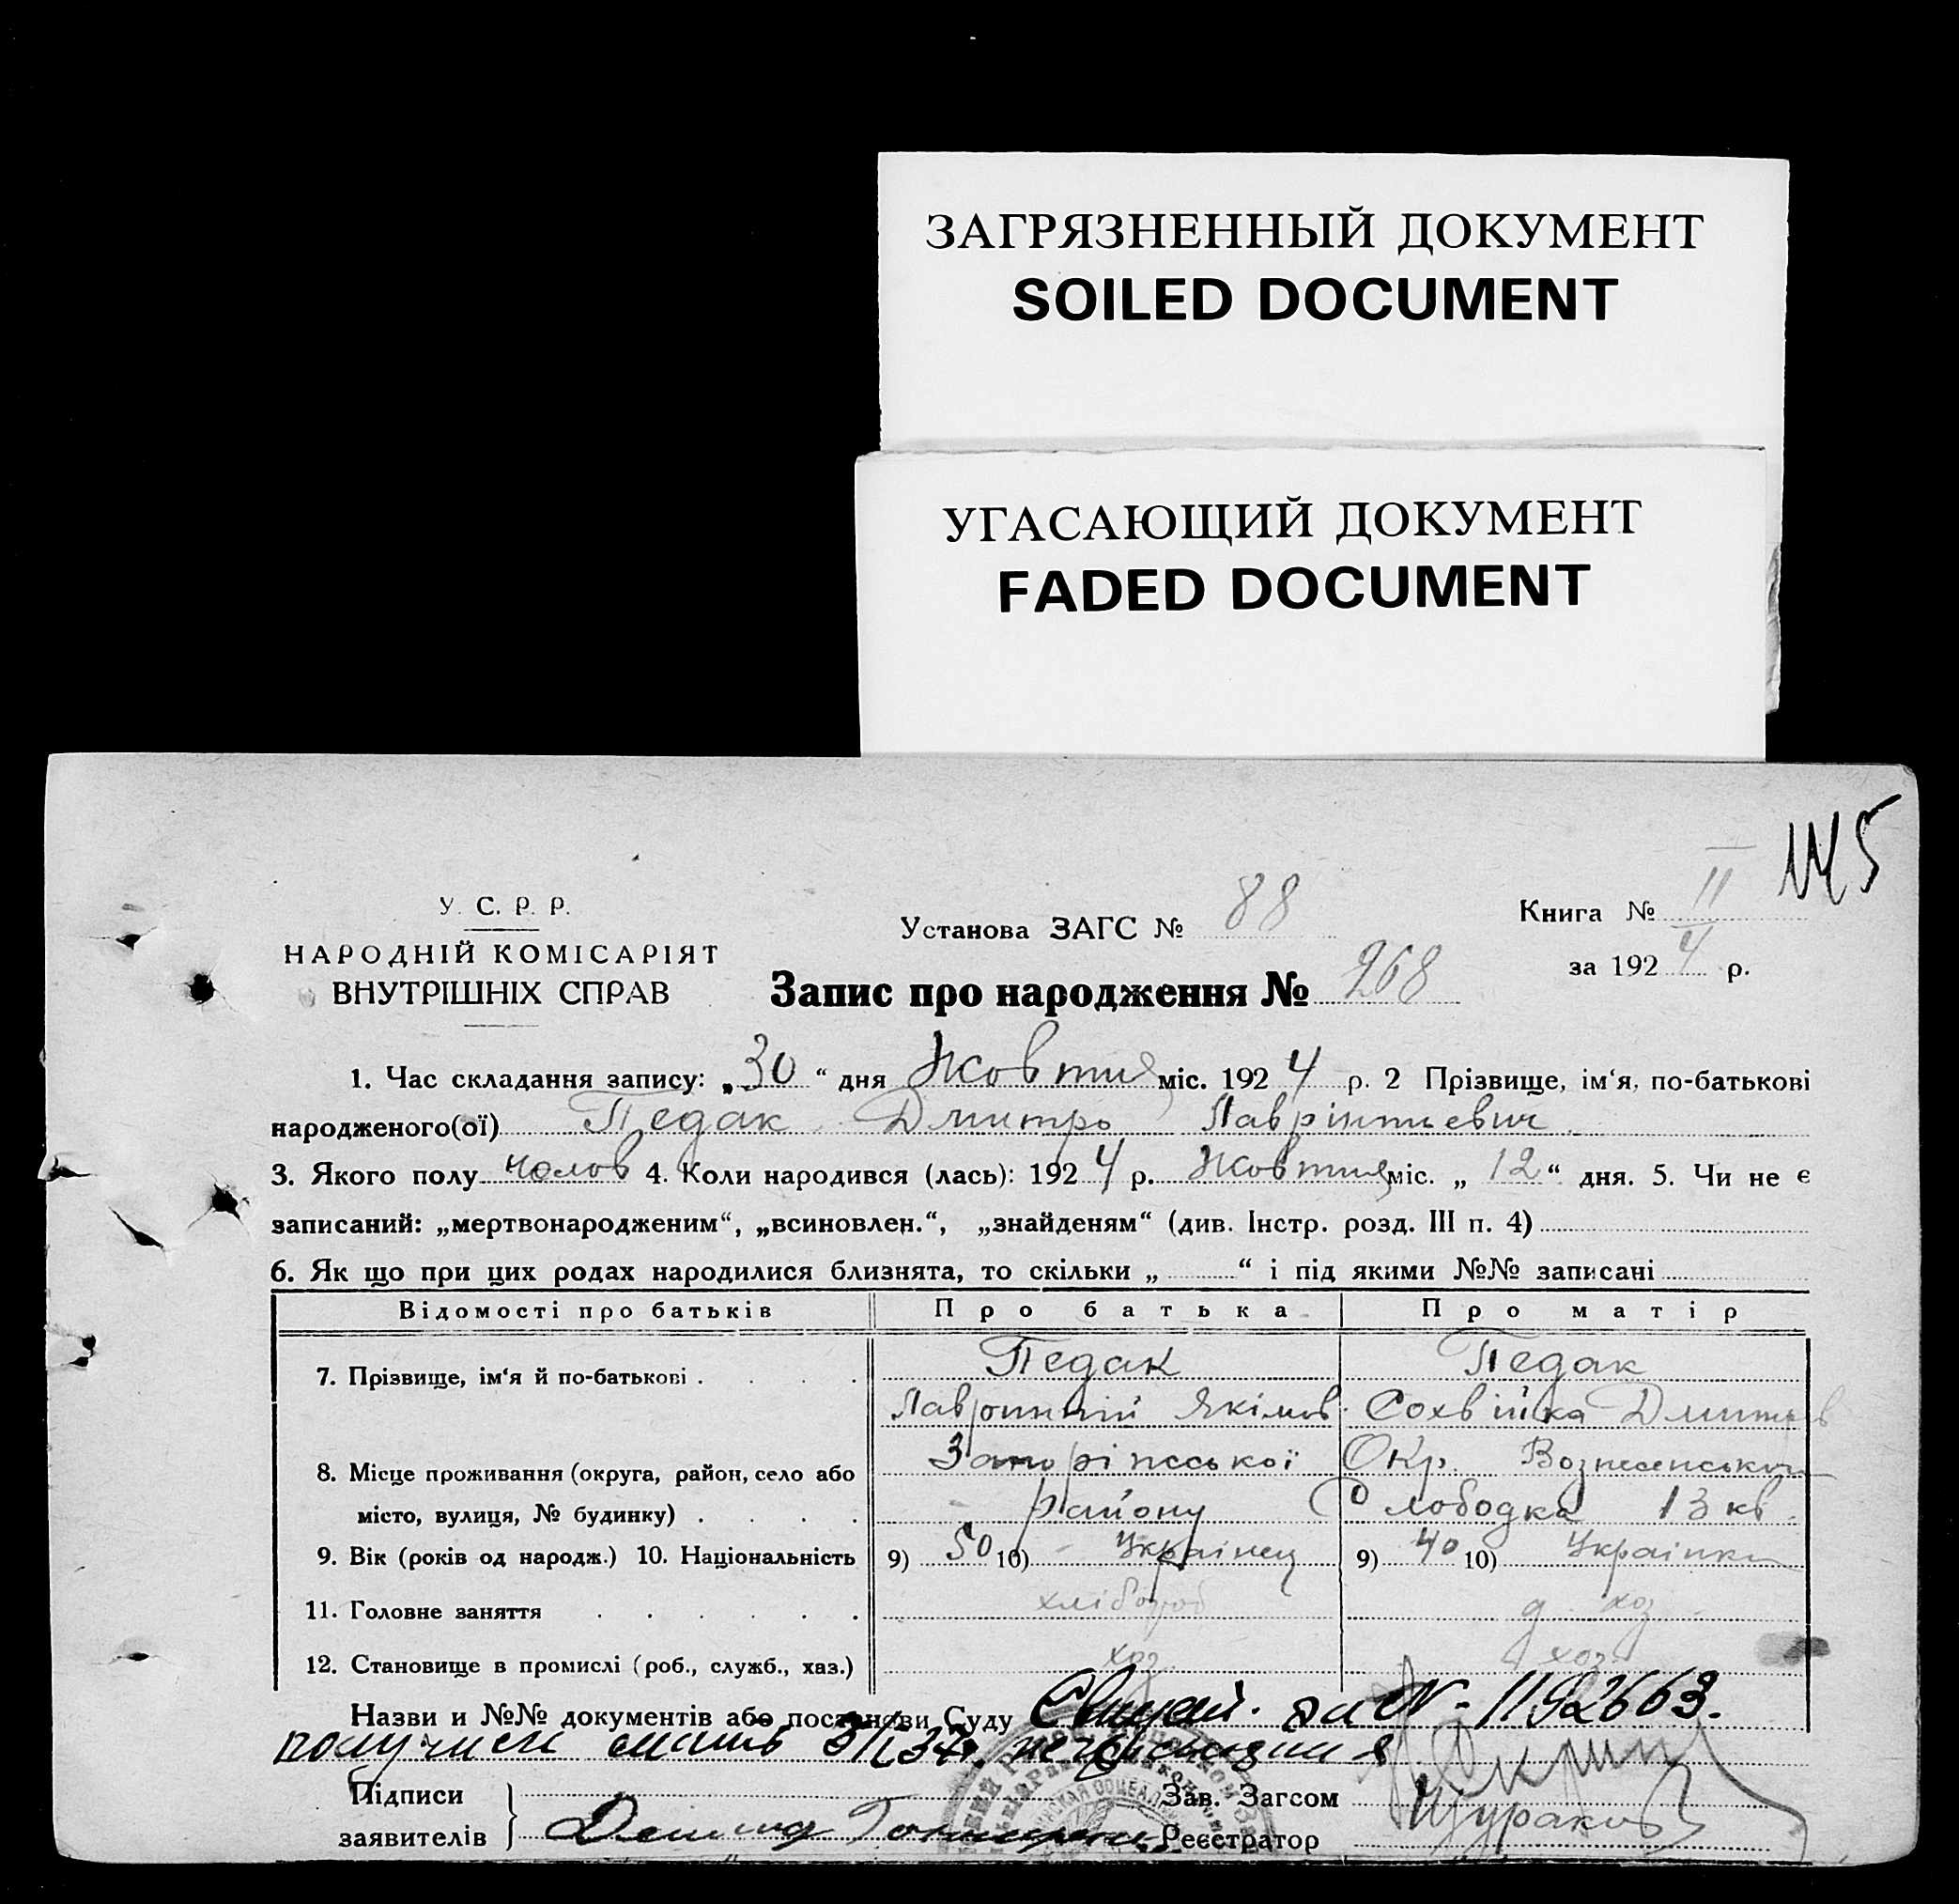 ЗАГРЯЗНЕННЫЙ ДОКУМЕНТ
SOILED DOCUMENT
УГАСАЮЩИЙ ДОКУМЕНТ
FADED DOCUMENT
145
У. С. Р. Р.
НАРОДНІЙ КОМІСАРІЯТ
ВНУТРІШНІХ СПРАВ
Установа ЗАГС № 88
Книга № II
за 1924 р.
Запис про народження № 268
1. Час складання запису: „30“ дня Жовтня міс. 1924 р. 2 Прізвище, ім‘я, по-батькові
народженого(ої) Педак Дмитро Лаврінтиевич
3. Якого полу чолов 4. Коли народився (лась): 1924 р. Жовтня міс. „12“ дня. 5. Чи не є
записаний: „мертвонародженим“, „всиновлен.“, „знайденям“ (див. Інстр. розд. III п. 4)
6. Як що при цих родах народилися близнята, то скільки „ “ і під якими №№ записані
Відомості про батьків Про батька Про матір
7. Прізвище, ім‘я й по-батькові Педак Педак
Якімов Сохвійка Дмитров
8. Місце проживання (округа, район, село або Запоріжської Окр. Вознесенської
місто, вулиця, № будинку) району Слободка 13 кв.
9. Вік (років од народж.) 10. Національність 9) 50 10) Українец 9) 40 10) Українка
11. Головне заняття хлібороб д. хоз
12. Становище в промислі (роб., служб., хаз.) хоз хоз
Назви и №№ документів або постанови Суду № 1192663.
Підписи
заявителів
Зав. Загсом
Реєстратор